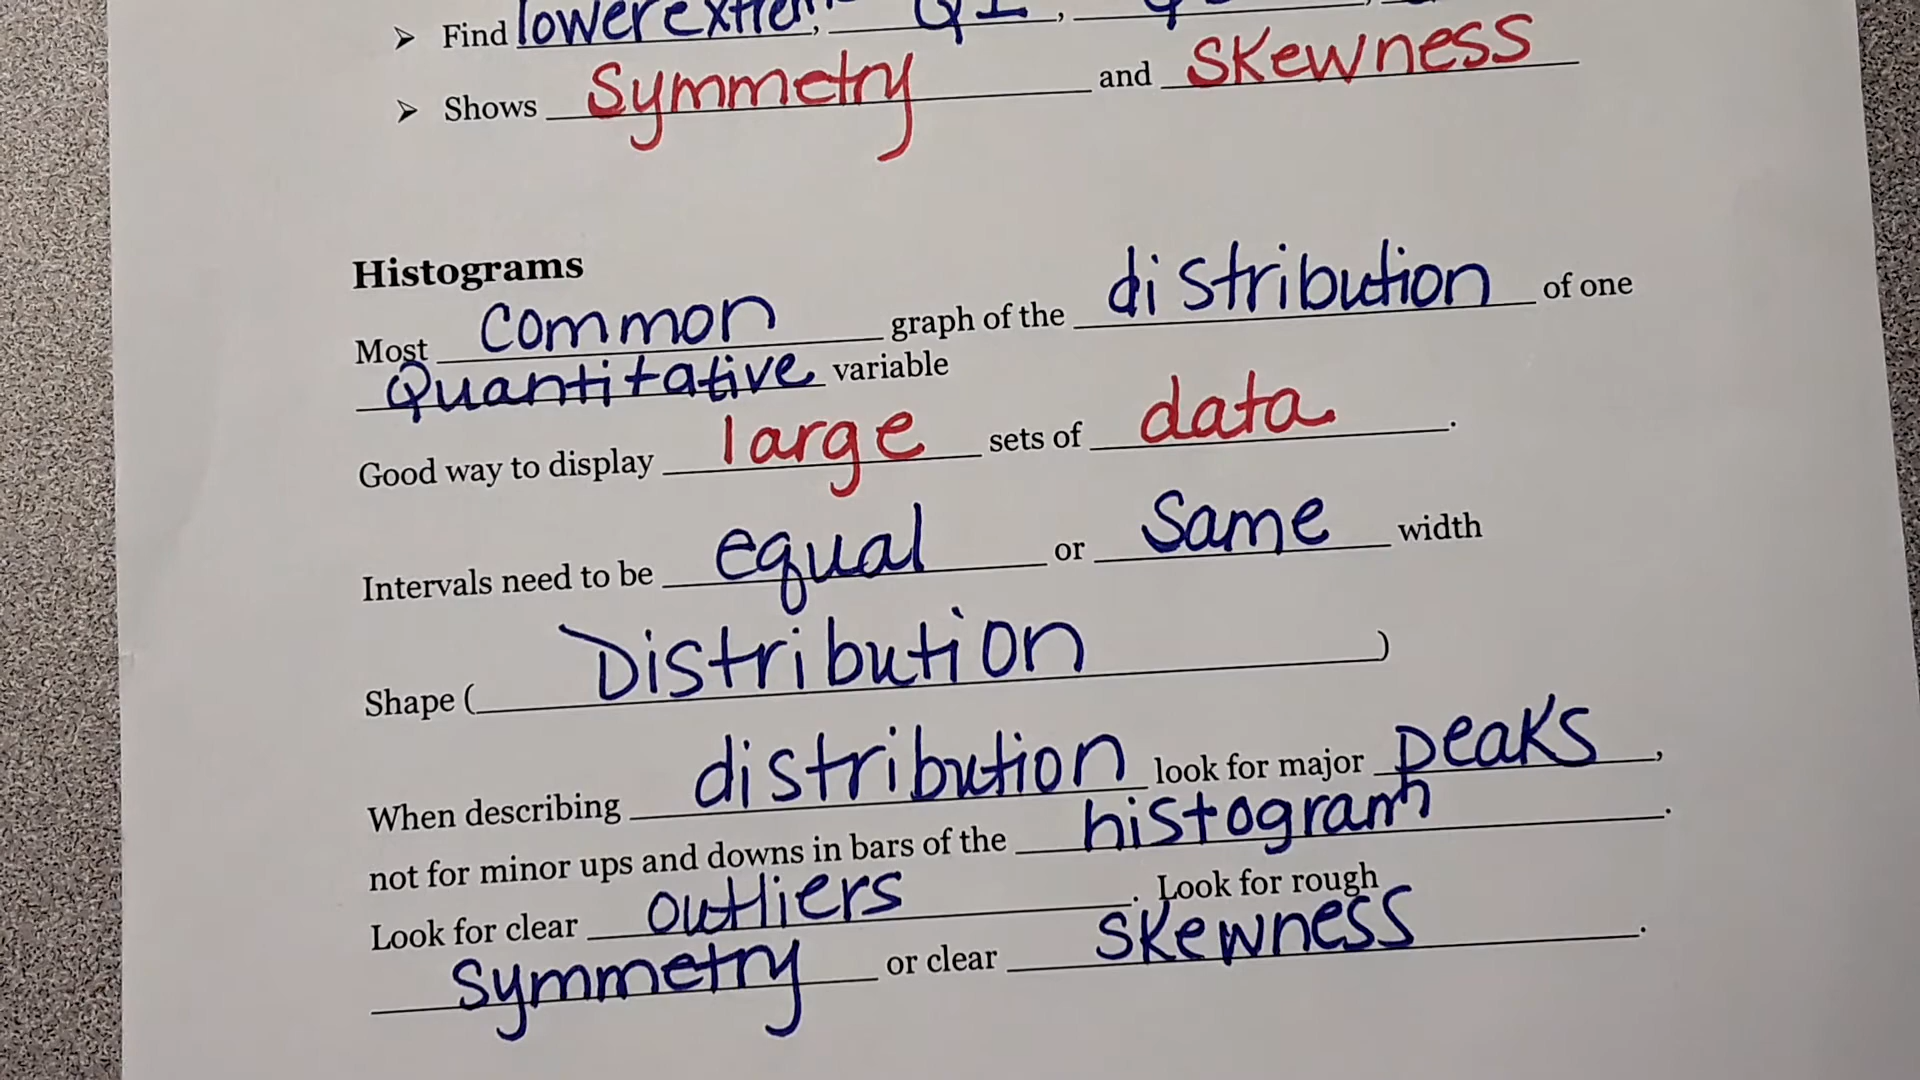 ➢ Find lower extrem, Q1,
➢ Shows Symmetry and Skewness
Histograms
Most common graph of the distribution of one
Quantitative variable
Good way to display large sets of data.
Intervals need to be equal or Same width
Shape (Distribution)
When describing distribution look for major peaks,
not for minor ups and downs in bars of the histogram.
Look for clear outliers. Look for rough
symmetry or clear skewness.